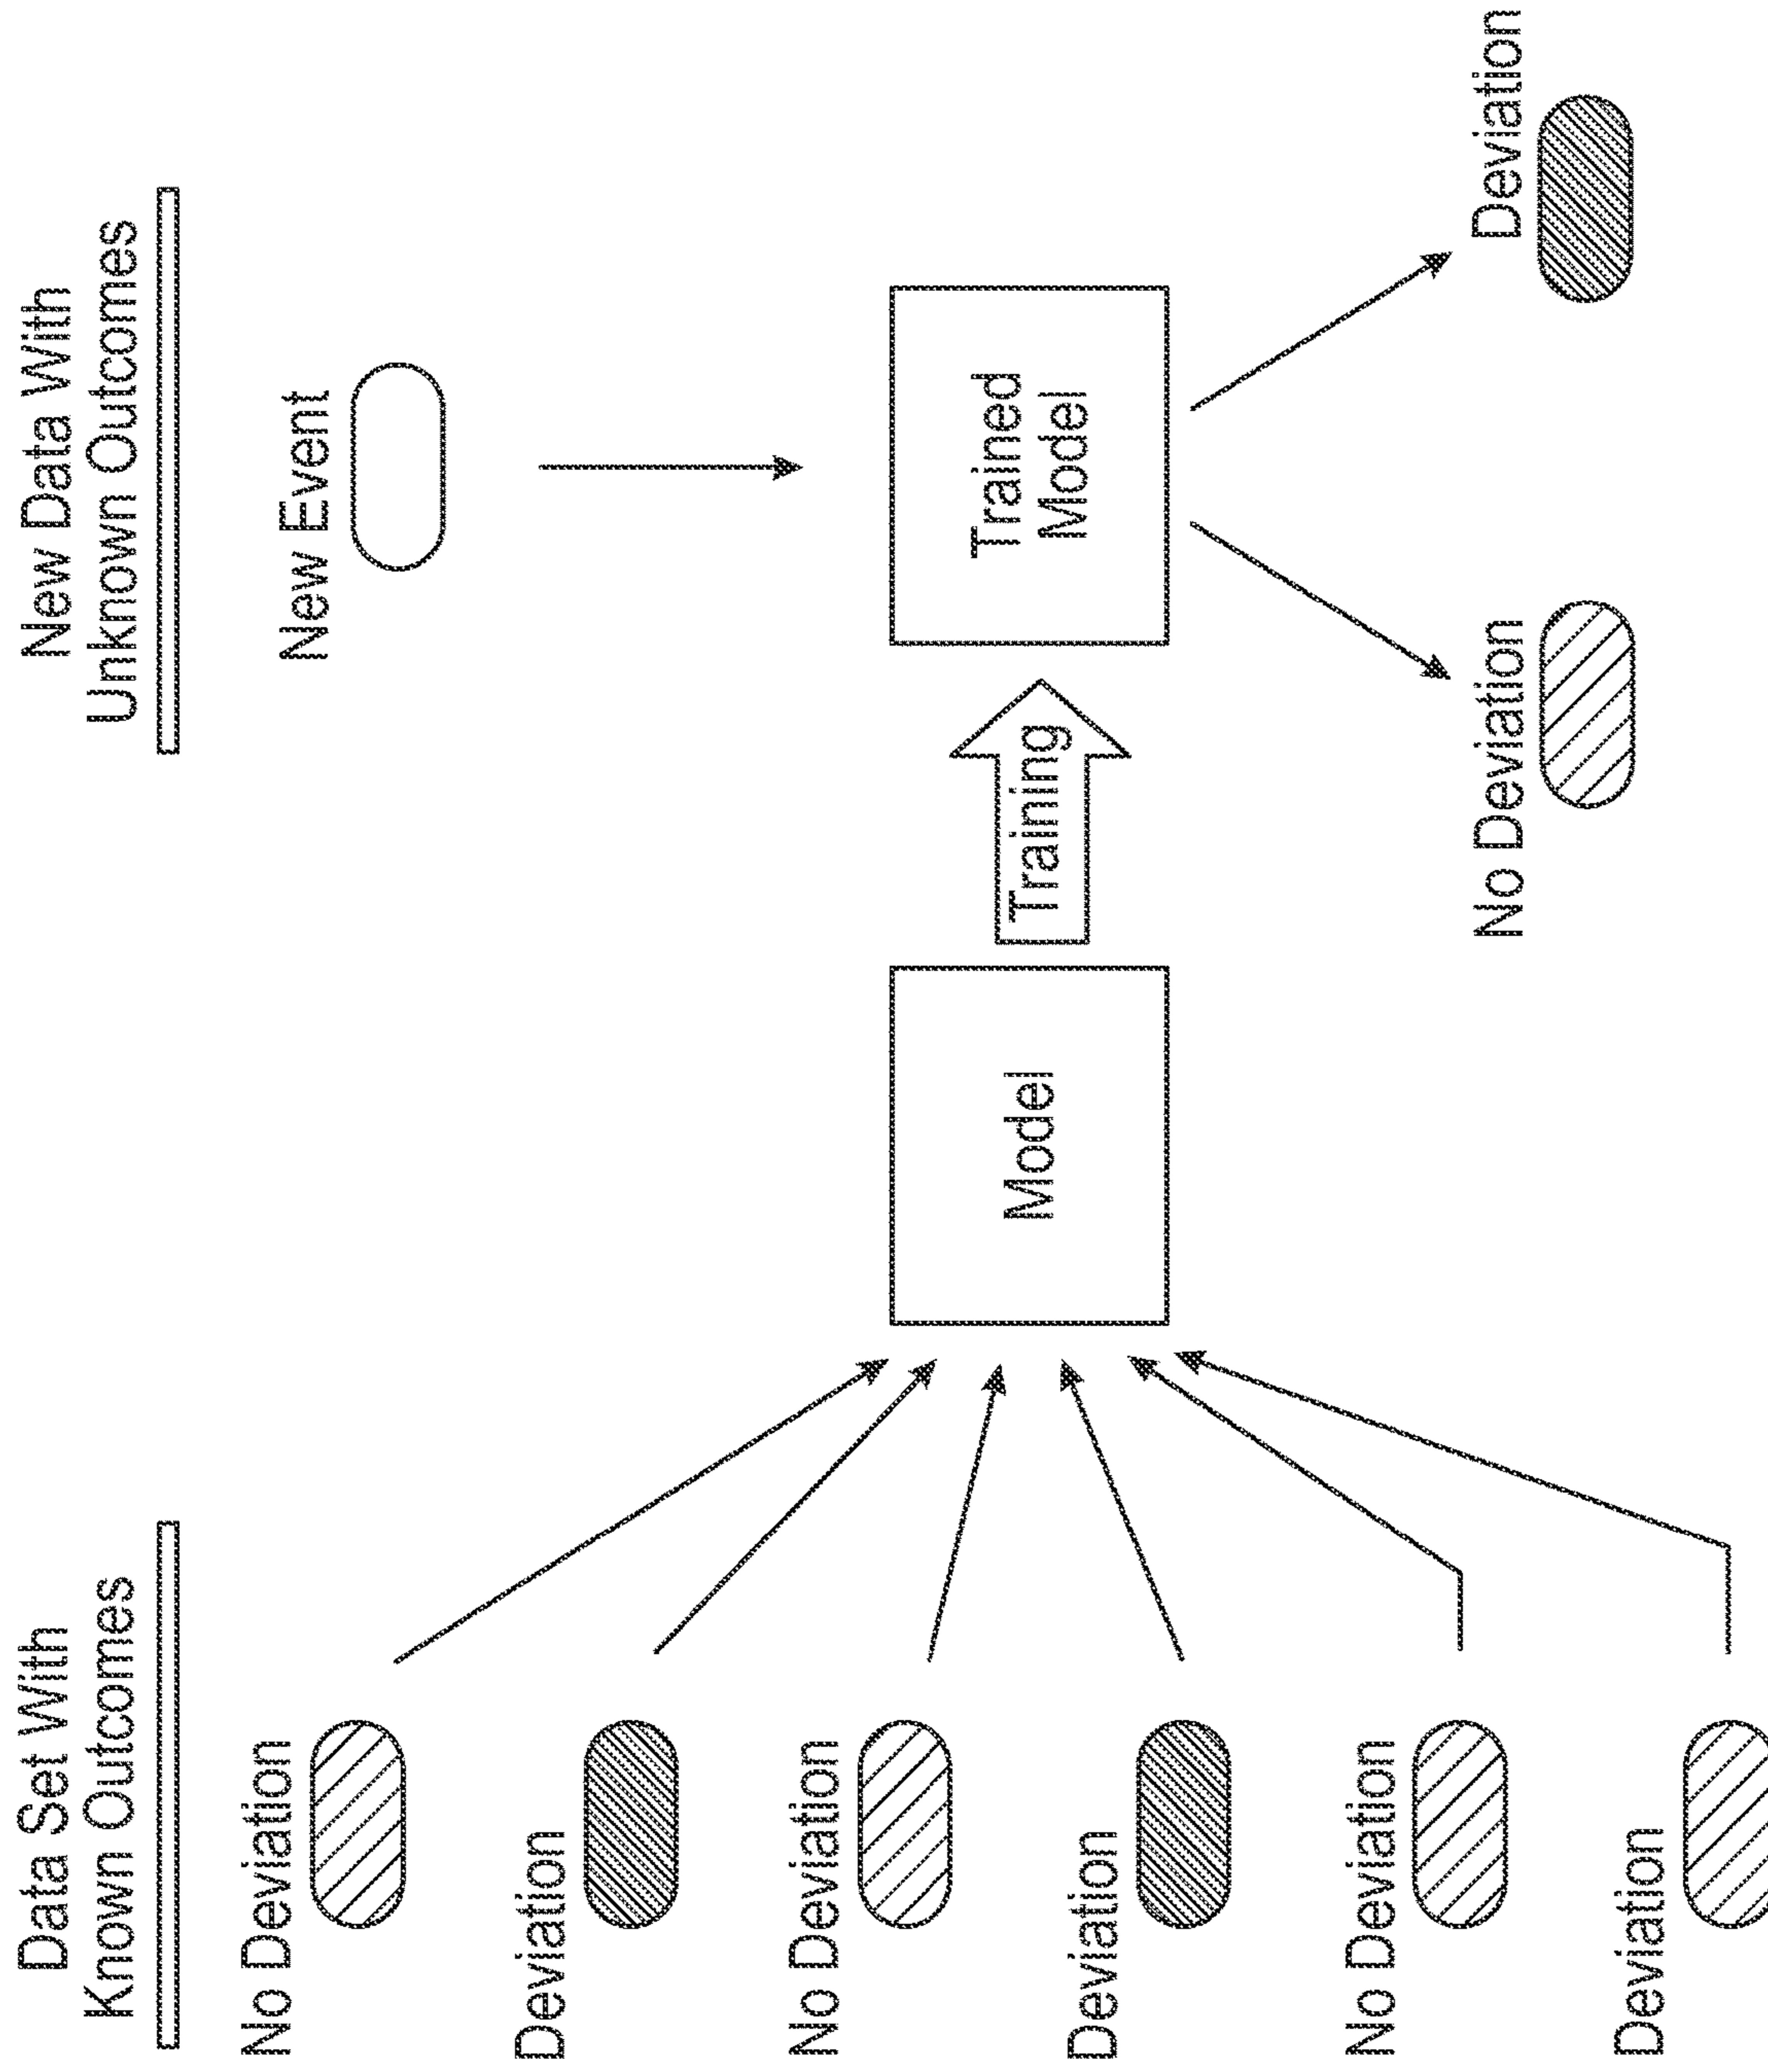 Data Set With
Known Outcomes
No Deviation
Deviation
No Deviation
Deviation
No Deviation
Deviation
Model
Training
New Data With
Unknown Outcomes
New Event
Trained
Model
No Deviation
Deviation